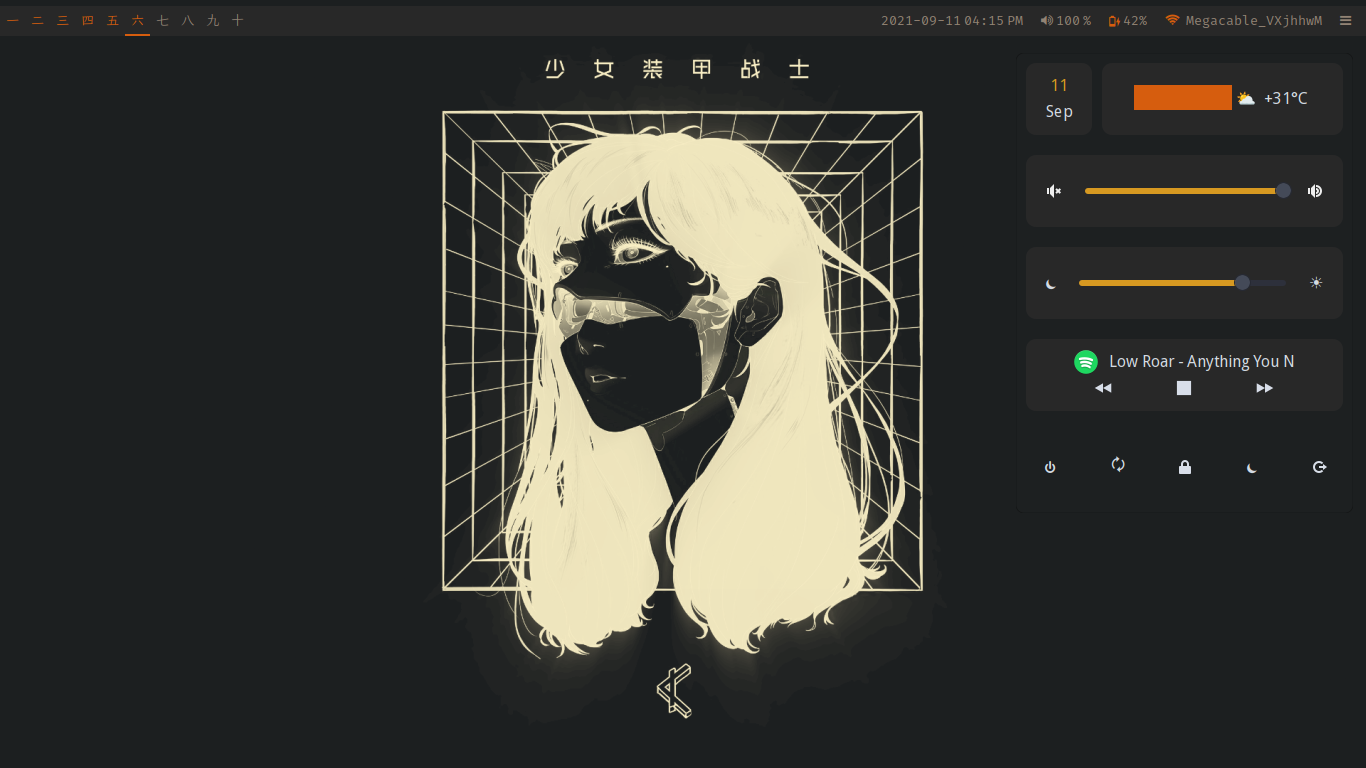 一 二 三 四 五 六 七 八 九 十 2021-09-11 04:15 PM 100% 42% Megacable_VXjhhwM
少 女 装 甲 战 士
11
Sep
+31°C
Low Roar - Anything You N